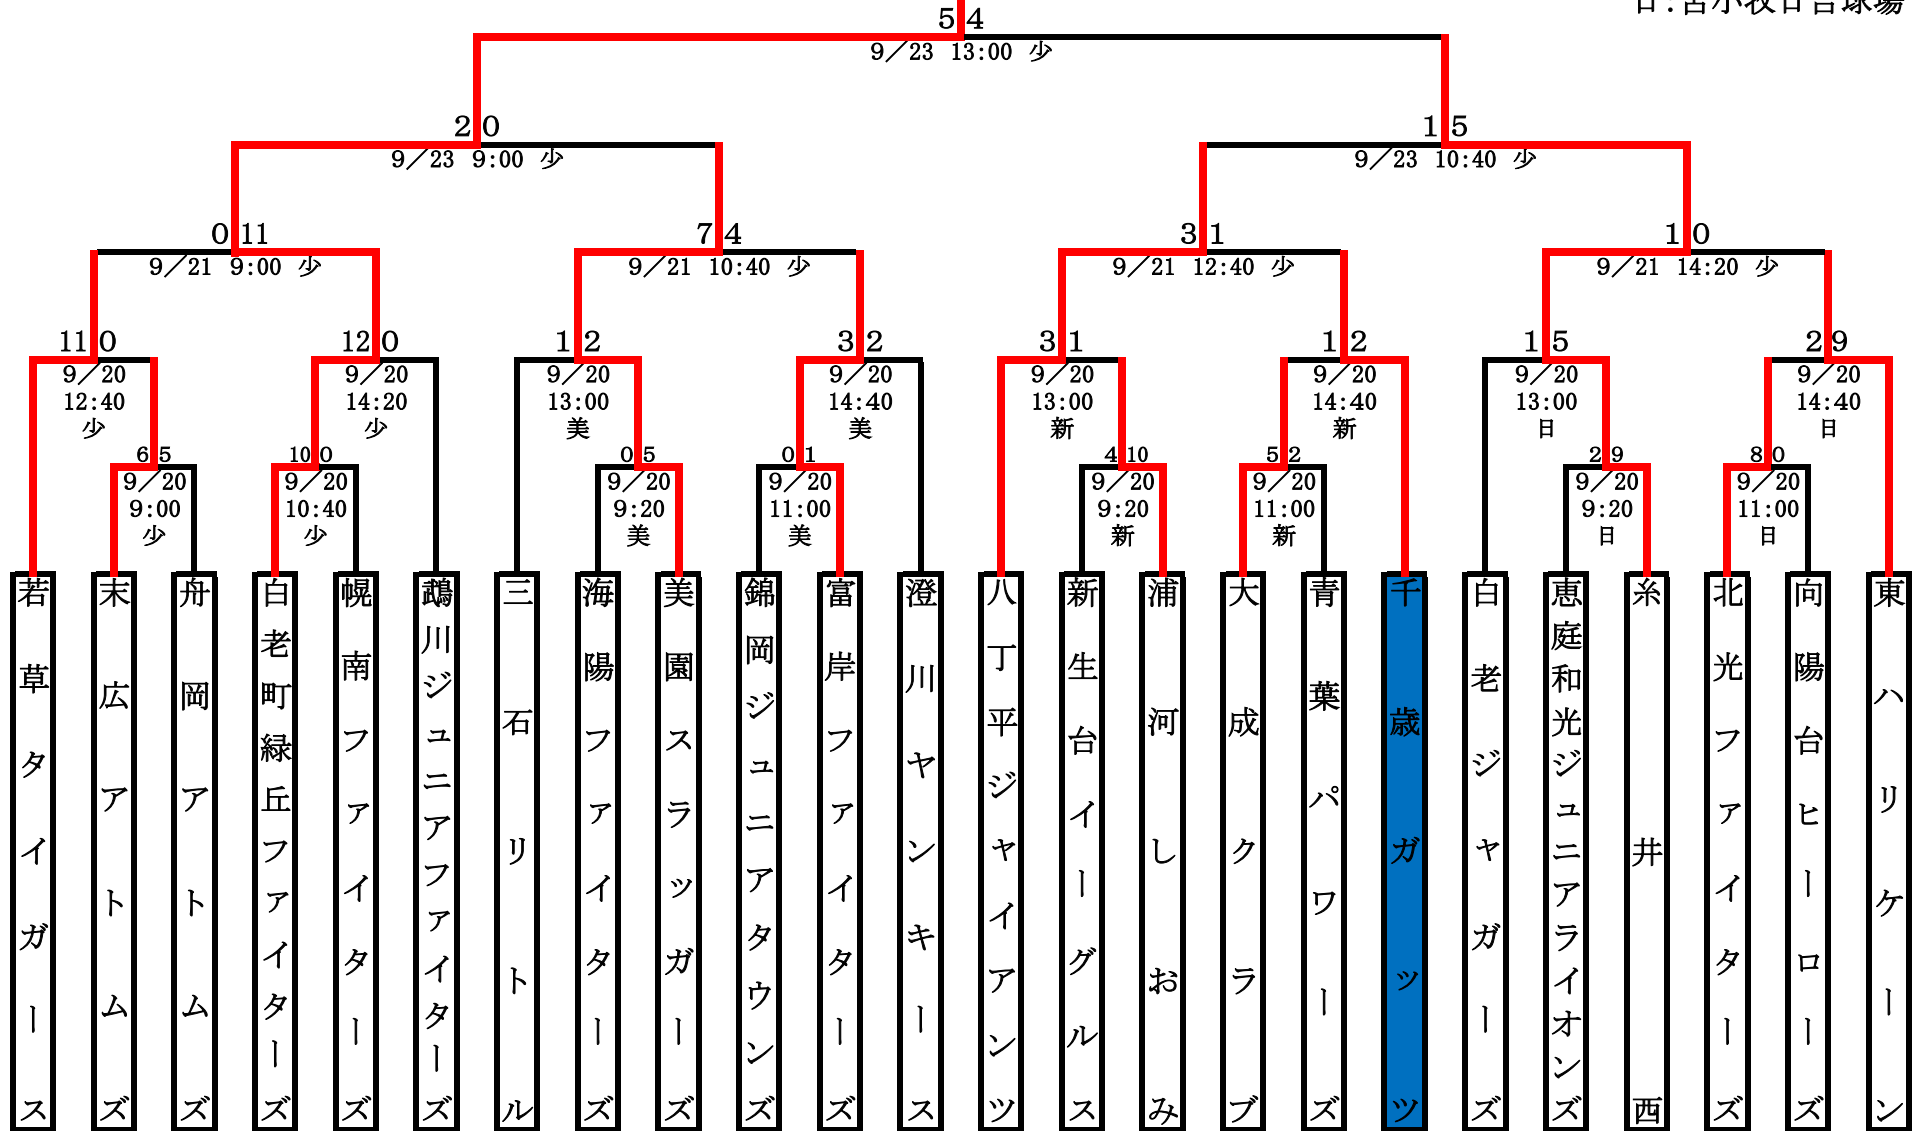 日:苫小牧日吉球場
5 4
9/23 13:00 少
2 0
9/23 9:00 少
1 5
9/23 10:40 少
0 11
9/21 9:00 少
7 4
9/21 10:40 少
3 1
9/21 12:40 少
1 0
9/21 14:20 少
11 0
9/20
12:40
少
12 0
9/20
14:20
少
1 2
9/20
13:00
美
3 2
9/20
14:40
美
3 1
9/20
13:00
新
1 2
9/20
14:40
新
1 5
9/20
13:00
日
2 9
9/20
14:40
日
6 5
9/20
9:00
少
10 0
9/20
10:40
少
0 5
9/20
9:20
美
0 1
9/20
11:00
美
4 10
9/20
9:20
新
5 2
9/20
11:00
新
2 9
9/20
9:20
日
8 0
9/20
11:00
日
若草タイガース
末広アトムズ
舟岡アトムズ
白老町緑丘ファイターズ
幌南ファイターズ
鵡川ジュニアファイターズ
三石リトル
海陽ファイターズ
美園スラッガーズ
錦岡ジュニアタウンズ
富岸ファイターズ
澄川ヤンキース
八丁平ジャイアンツ
新生台イーグルス
浦河しおみ
大成クラブ
青葉パワーズ
千歳ガッツ
白老ジャガーズ
恵庭和光ジュニアライオンズ
糸井西
北光ファイターズ
向陽台ヒーローズ
東ハリケーン